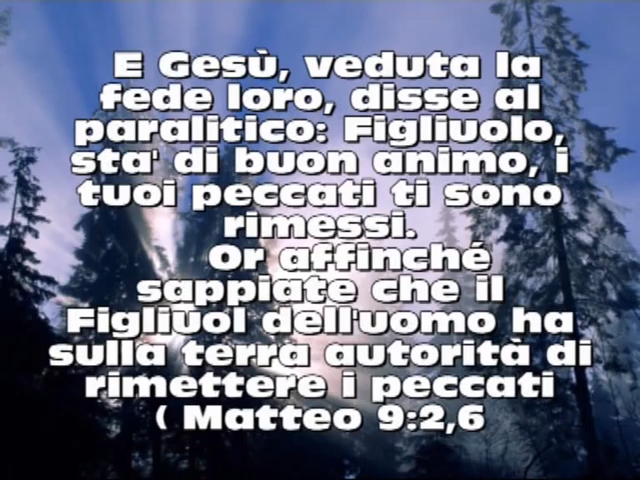 E Gesù, veduta la
fede loro, disse al
paralitico: Figliuolo,
sta' di buon animo, i
tuoi peccati ti sono
rimessi.
Or affinché
sappiate che il
Figliuol dell'uomo ha
sulla terra autorità di
rimettere i peccati
( Matteo 9:2,6